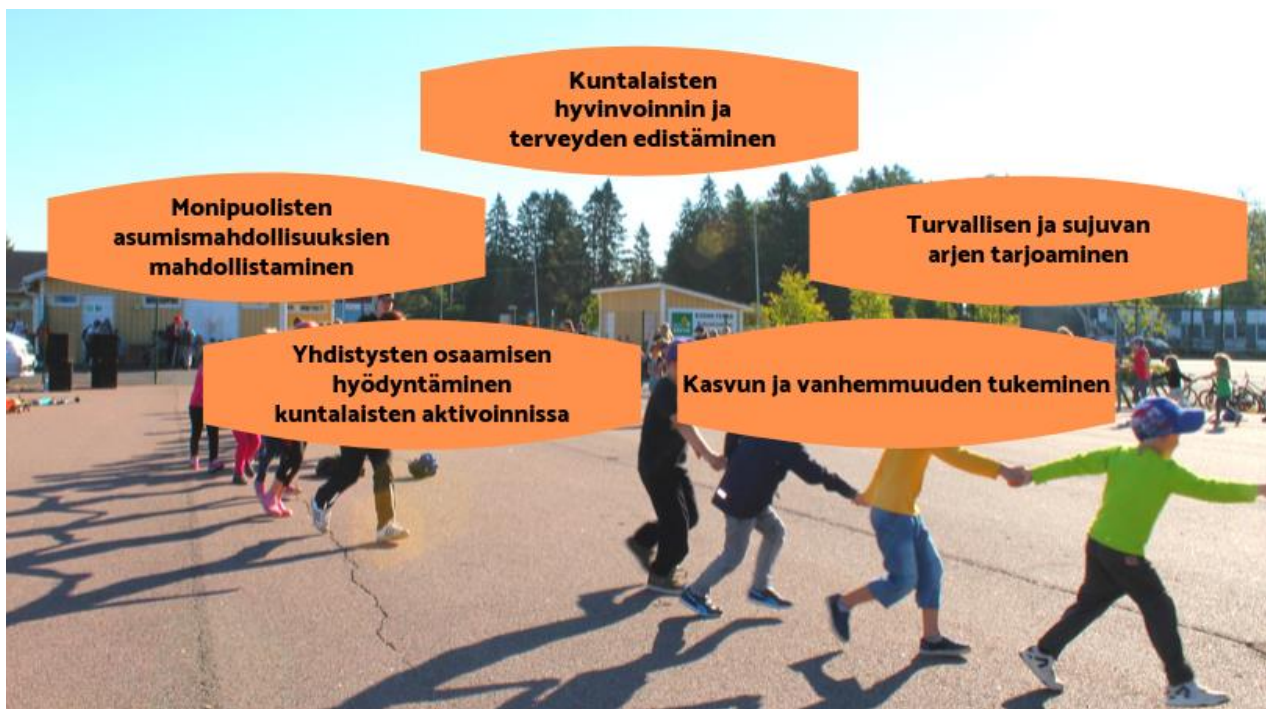 Kuntalaisten
hyvinvoinnin ja
terveyden edistäminen
Monipuolisten
asumismahdollisuuksien
mahdollistaminen
Turvallisen ja sujuvan
arjen tarjoaminen
Yhdistysten osaamisen
hyödyntäminen
kuntalaisten aktivoinnissa
Kasvun ja vanhemmuuden tukeminen